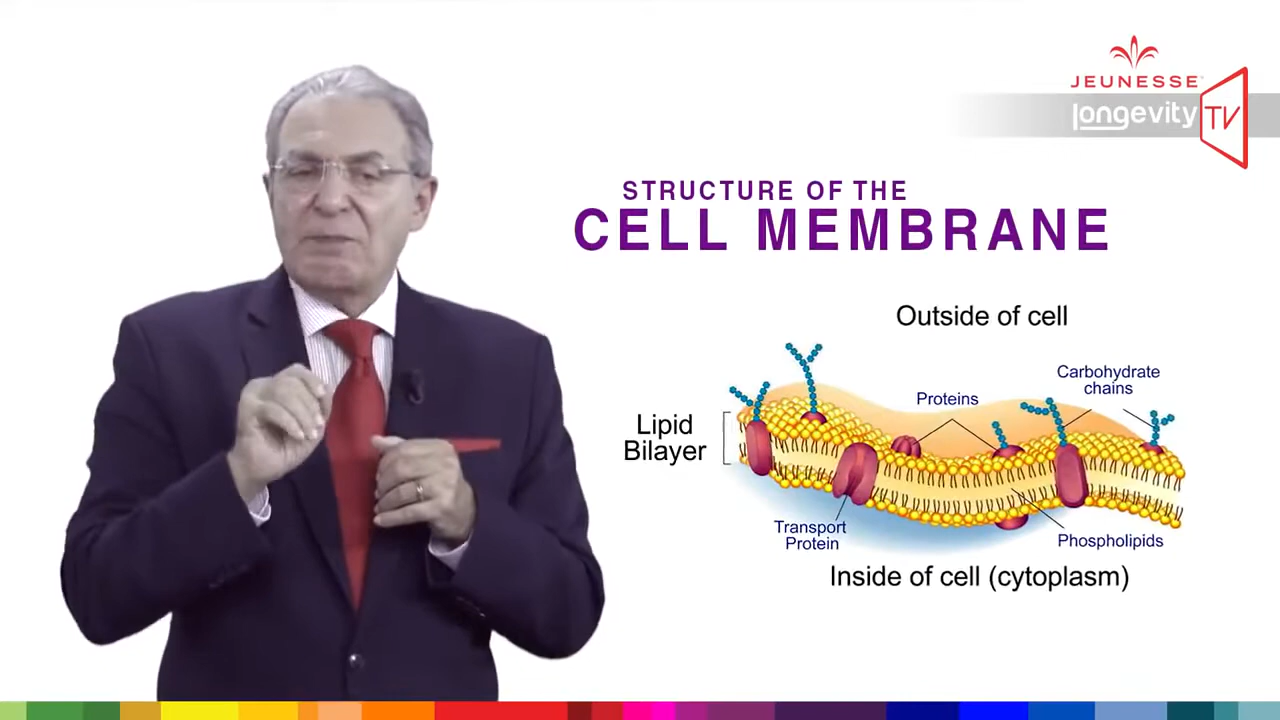 JEUNESSE
longevity TV
STRUCTURE OF THE
CELL MEMBRANE
Outside of cell
Carbohydrate
chains
Proteins
Lipid
Bilayer
Transport
Protein
Phospholipids
Inside of cell (cytoplasm)